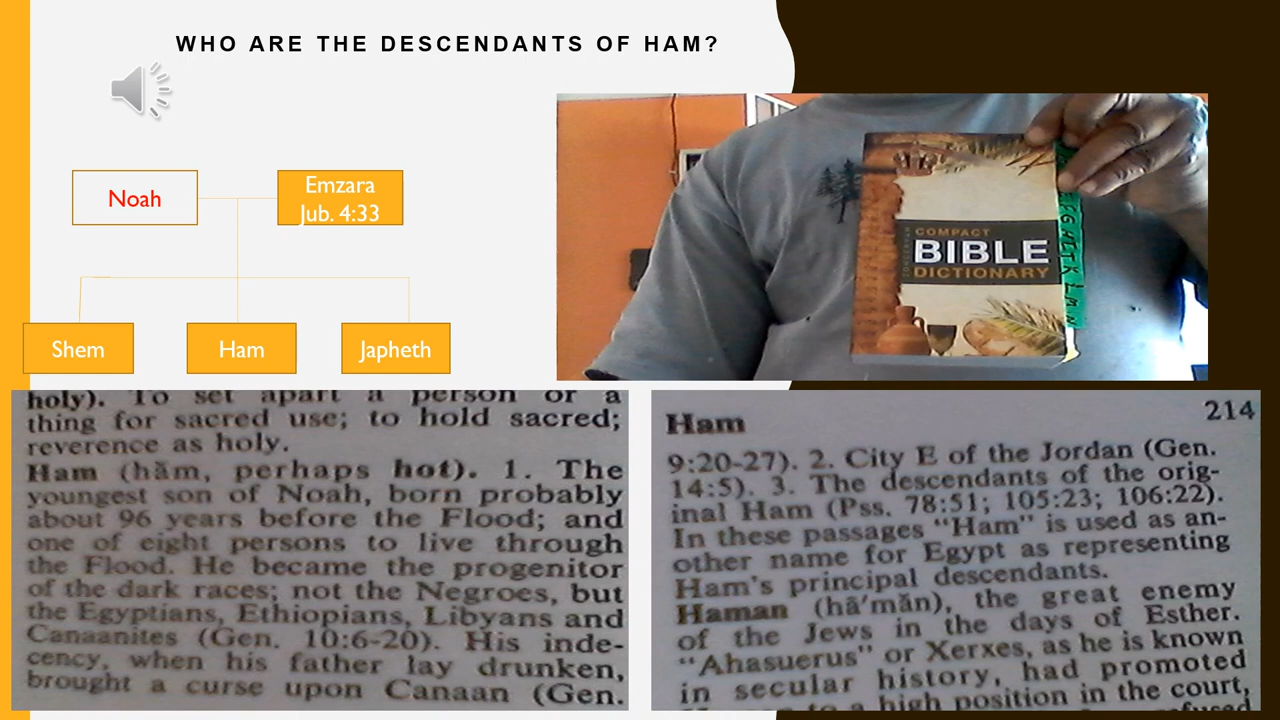 WHO ARE THE DESCENDANTS OF HAM?
Noah
Emzara
Jub. 4:33
Shem
Ham
Japheth
COMPACT
BIBLE
DICTIONARY
holy). To set apart a person or a
thing for sacred use; to hold sacred;
reverence as holy.
Ham (hăm, perhaps hot). 1. The
youngest son of Noah, born probably
about 96 years before the Flood; and
one of eight persons to live through
the Flood. He became the progenitor
of the dark races; not the Negroes, but
the Egyptians, Ethiopians, Libyans and
Canaanites (Gen. 10:6-20). His inde-
cency, when his father lay drunken,
brought a curse upon Canaan (Gen.
Ham 214
9:20-27). 2. City E of the Jordan (Gen.
14:5). 3. The descendants of the orig-
inal Ham (Pss. 78:51; 105:23; 106:22).
In these passages "Ham" is used as an-
other name for Egypt as representing
Ham's principal descendants.
Haman (hā′măn), the great enemy
of the Jews in the days of Esther.
"Ahasuerus" or Xerxes, as he is known
in secular history, had promoted
to a high position in the court,